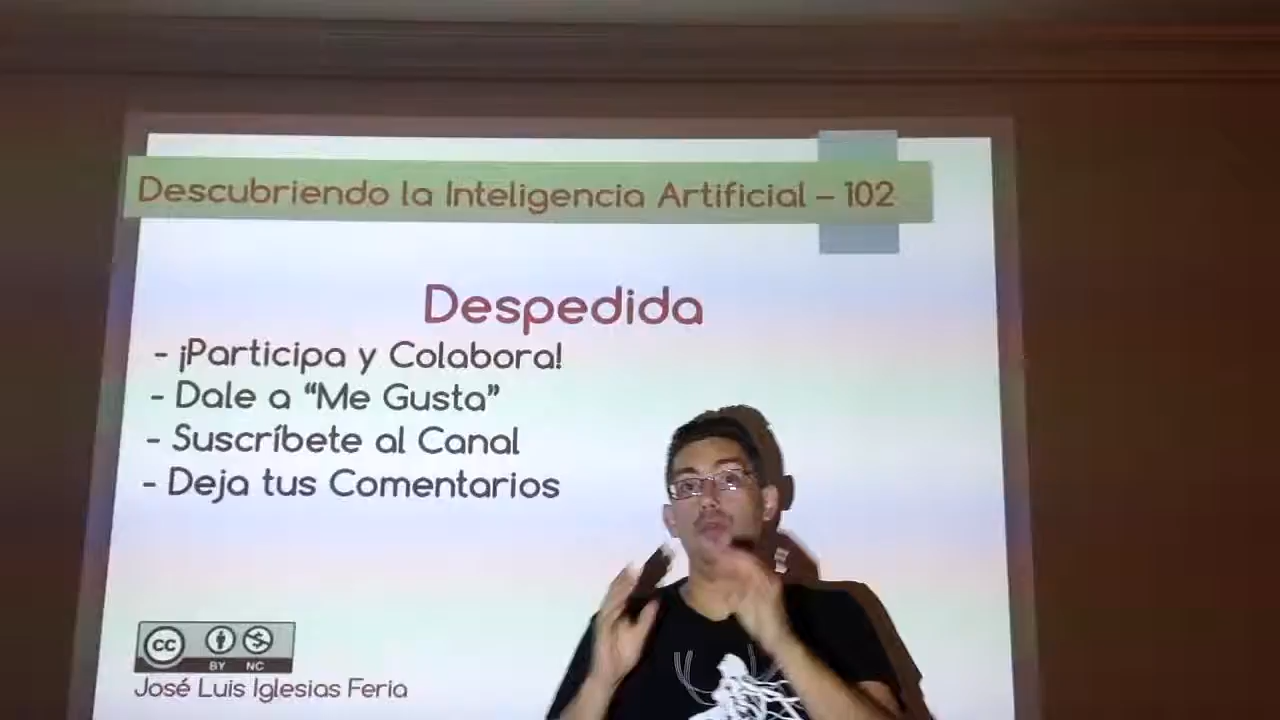 Descubriendo la Inteligencia Artificial – 102
Despedida
- ¡Participa y Colabora!
- Dale a “Me Gusta”
- Suscríbete al Canal
- Deja tus Comentarios
cc
BY NC
José Luis Iglesias Feria